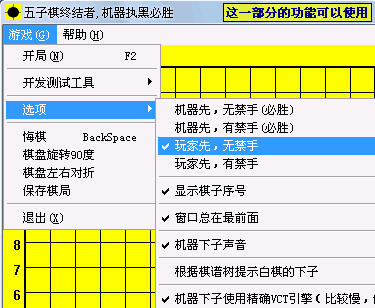 五子棋终结者,机器执黑必胜
这一部分的功能可以使用
游戏(G) 帮助(H)
开局(N) F2
开发测试工具
选项
悔棋 BackSpace
棋盘旋转90度
棋盘左右对折
保存棋局
退出(X)
机器先,无禁手(必胜)
机器先,有禁手(必胜)
玩家先,无禁手
玩家先,有禁手
显示棋子序号
窗口总在最前面
机器下子声音
根据棋谱树提示白棋的下子
机器下子使用精确VCT引擎(比较慢,
8
7
6